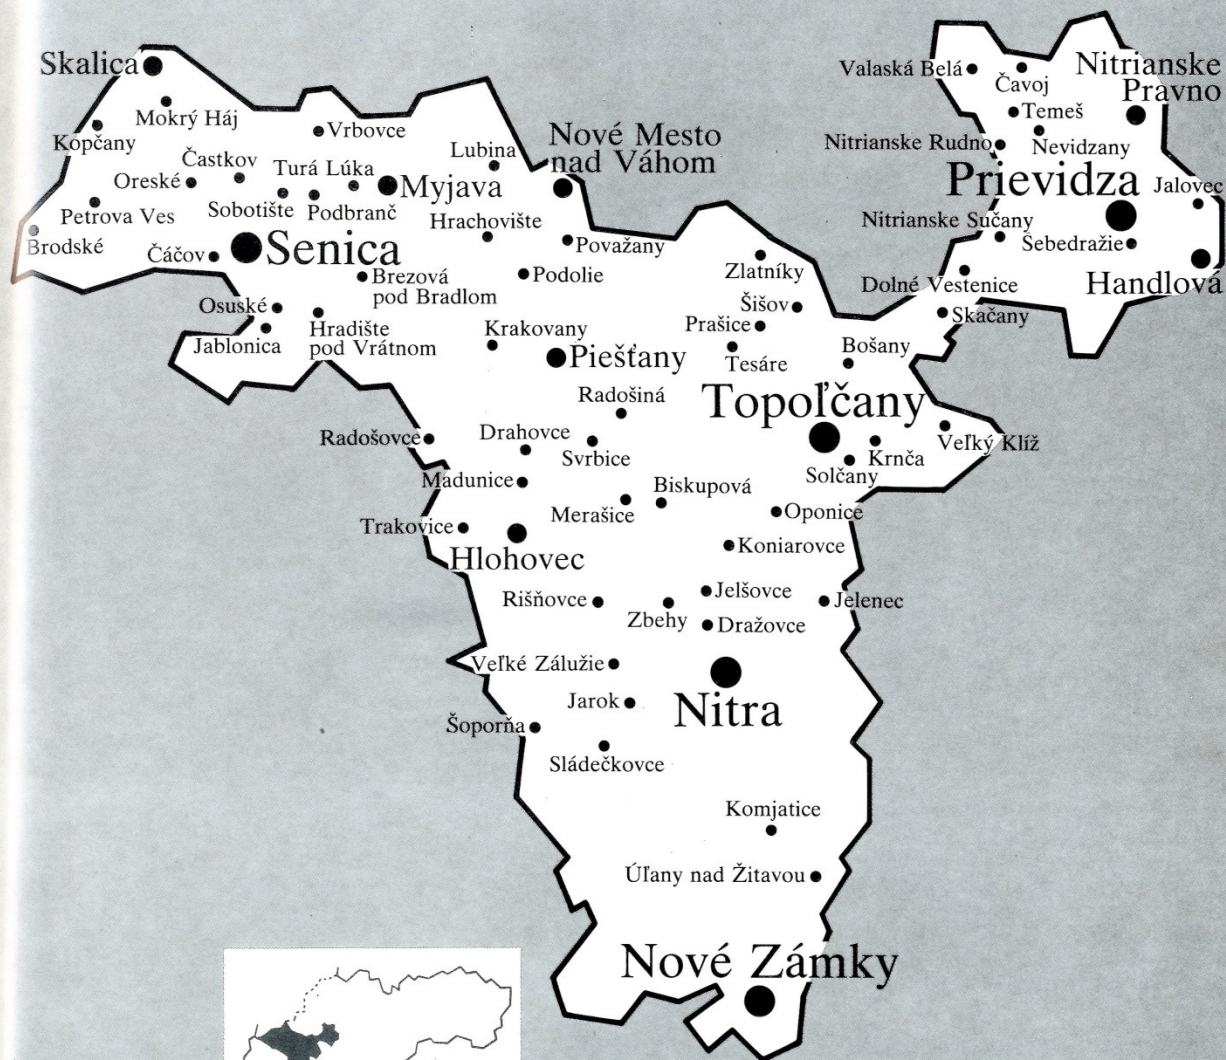 Skalica
Mokrý Háj
Kopčany
Vrbovce
Častkov
Turá Lúka
Oreské
Sobotište
Podbranč
Myjava
Petrova Ves
Brodské
Čáčov
Senica
Lubina
Nové Mesto
nad Váhom
Hrachovište
Považany
Podolie
Brezová
pod Bradlom
Osuské
Jablonica
Hradište
pod Vrátnom
Krakovany
Piešťany
Zlatníky
Šišov
Prašice
Tesáre
Bošany
Valaská Belá
Čavoj
Nitrianske
Pravno
Temeš
Nevidzany
Nitrianske Rudno
Prievidza
Jalovec
Nitrianske Sučany
Sebedražie
Handlová
Dolné Vestenice
Skačany
Radošiná
Topoľčany
Veľký Klíž
Krnča
Solčany
Radošovce
Drahovce
Svrbice
Madunice
Merašice
Biskupová
Oponice
Trakovice
Hlohovec
Koniarovce
Rišňovce
Zbehy
Jelšovce
Jelenec
Dražovce
Veľké Zálužie
Nitra
Jarok
Šoporňa
Sládečkovce
Komjatice
Úľany nad Žitavou
Nové Zámky